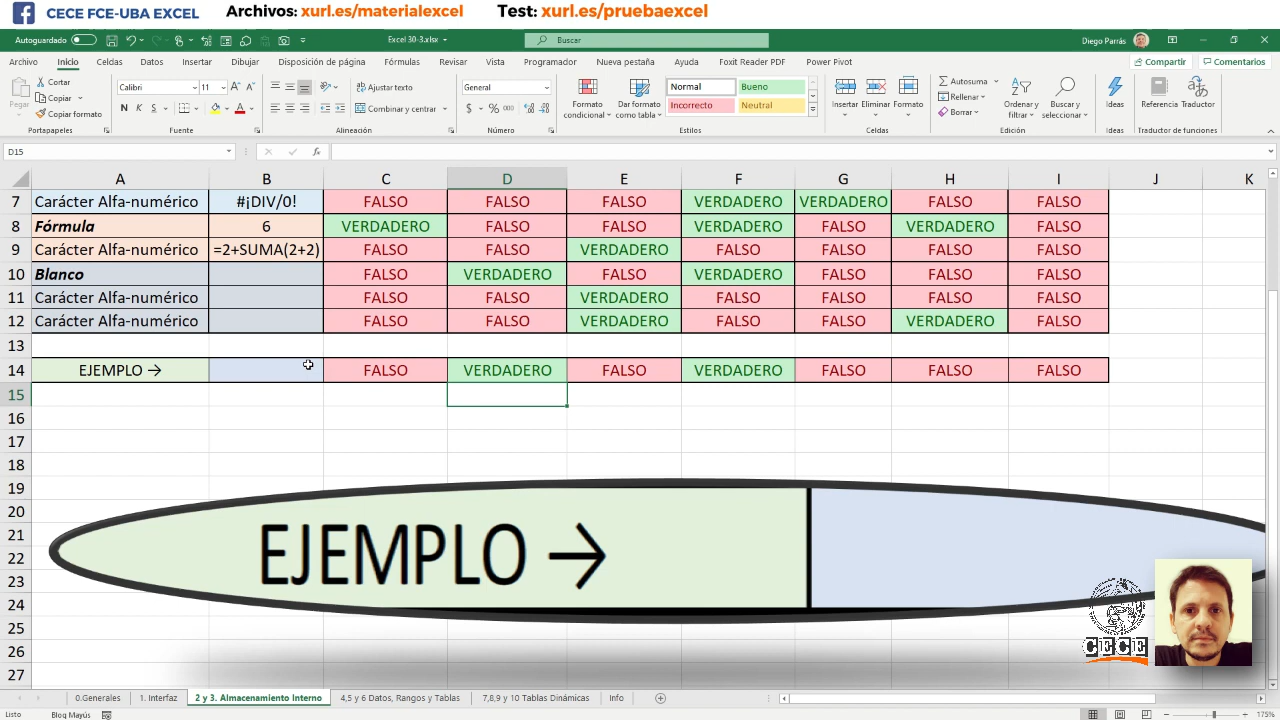 CECE FCE-UBA EXCEL Archivos: xurl.es/materialexcel Test: xurl.es/pruebaexcel
Autoguardado Excel 30-3.xlsx Buscar Diego Parrás
Archivo Inicio Celdas Datos Insertar Dibujar Disposición de página Fórmulas Revisar Vista Programador Nueva pestaña Ayuda Foxit Reader PDF Power Pivot Compartir Comentarios
Pegar Cortar Copiar Copiar formato Portapapeles
Calibri 11 N K S Fuente
Ajustar texto Combinar y centrar Alineación
General $ % 000 Número
Formato condicional Dar formato como tabla Normal Bueno Incorrecto Neutral Estilos
Insertar Eliminar Formato Celdas
Autosuma Rellenar Borrar Ordenar y filtrar Buscar y seleccionar Edición
Ideas Ideas
Referencia Traductor Traductor de funciones
D15 fx
A B C D E F G H I J K
7 Carácter Alfa-numérico #¡DIV/0! FALSO FALSO FALSO VERDADERO VERDADERO FALSO FALSO
8 Fórmula 6 VERDADERO FALSO FALSO VERDADERO FALSO VERDADERO FALSO
9 Carácter Alfa-numérico =2+SUMA(2+2) FALSO FALSO VERDADERO FALSO FALSO FALSO FALSO
10 Blanco FALSO VERDADERO FALSO VERDADERO FALSO FALSO FALSO
11 Carácter Alfa-numérico FALSO FALSO VERDADERO FALSO FALSO FALSO FALSO
12 Carácter Alfa-numérico FALSO FALSO VERDADERO FALSO FALSO VERDADERO FALSO
13
14 EJEMPLO → FALSO VERDADERO FALSO VERDADERO FALSO FALSO FALSO
15
16
17
18
19
20
21
22
23
24
25
26
27
EJEMPLO →
CECE
0.Generales 1. Interfaz 2 y 3. Almacenamiento Interno 4.5 y 6 Datos, Rangos y Tablas 7,8,9 y 10 Tablas Dinámicas Info
Listo Bloq Mayús 175%